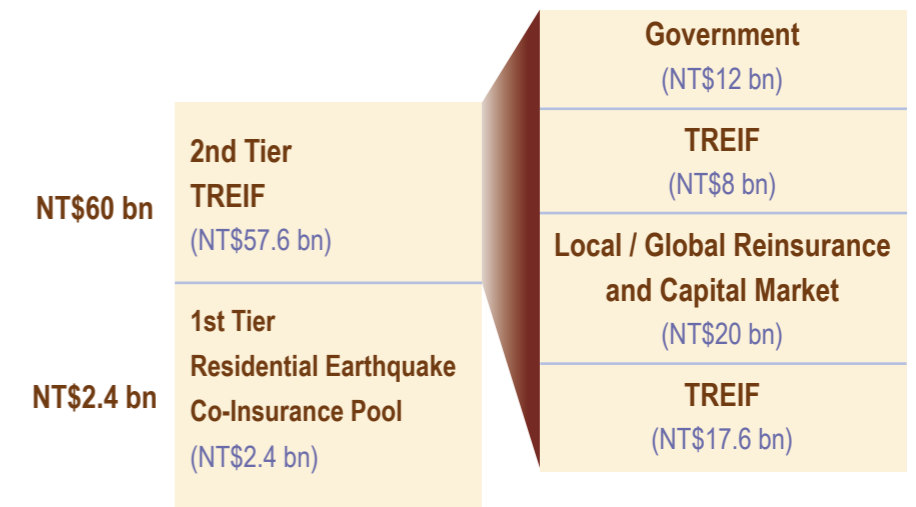 NT$60 bn
2nd Tier
TREIF
(NT$57.6 bn)
NT$2.4 bn
1st Tier
Residential Earthquake
Co-Insurance Pool
(NT$2.4 bn)
Government
(NT$12 bn)
TREIF
(NT$8 bn)
Local / Global Reinsurance
and Capital Market
(NT$20 bn)
TREIF
(NT$17.6 bn)